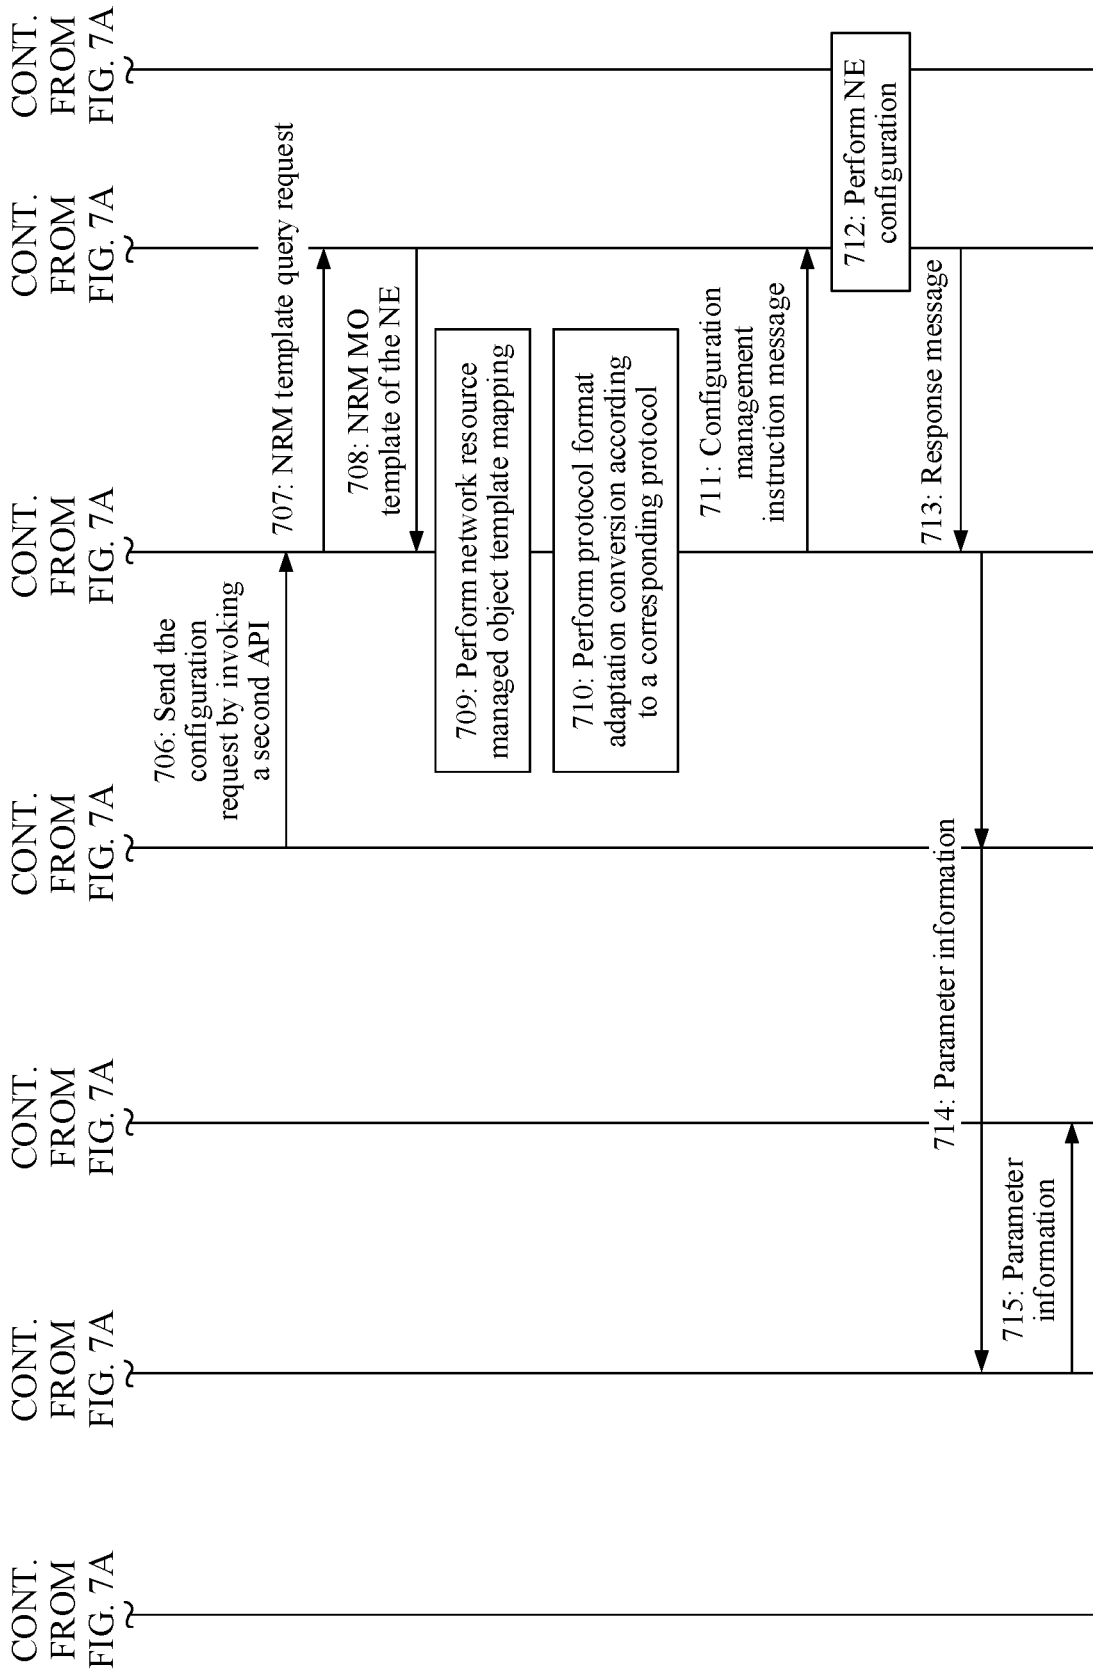 CONT.
FROM
FIG. 7A
CONT.
FROM
FIG. 7A
CONT.
FROM
FIG. 7A
CONT.
FROM
FIG. 7A
CONT.
FROM
FIG. 7A
CONT.
FROM
FIG. 7A
CONT.
FROM
FIG. 7A
706: Send the
configuration
request by invoking
a second API
707: NRM template query request
708: NRM MO
template of the NE
709: Perform network resource
managed object template mapping
710: Perform protocol format
adaptation conversion according
to a corresponding protocol
711: Configuration
management
instruction message
712: Perform NE
configuration
713: Response message
714: Parameter information
715: Parameter
information